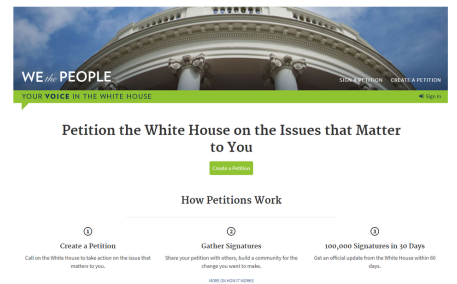 WE the PEOPLE
SIGN A PETITION CREATE A PETITION
YOUR VOICE IN THE WHITE HOUSE
Sign In
Petition the White House on the Issues that Matter
to You
Create a Petition
How Petitions Work
1 2 3
Create a Petition Gather Signatures 100,000 Signatures in 30 Days
Call on the White House to take action on the issue that Share your petition with others, build a community for the Get an official update from the White House within 60
matters to you. change you want to make. days.
MORE ON HOW IT WORKS